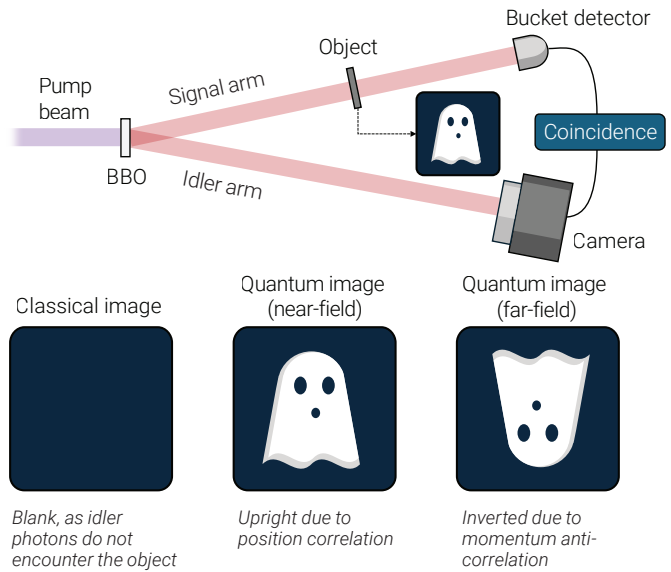 Bucket detector
Object
Pump
beam
Signal arm
Coincidence
BBO
Idler arm
Camera
Classical image
Quantum image
(near-field)
Quantum image
(far-field)
Blank, as idler
photons do not
encounter the object
Upright due to
position correlation
Inverted due to
momentum anti-
correlation